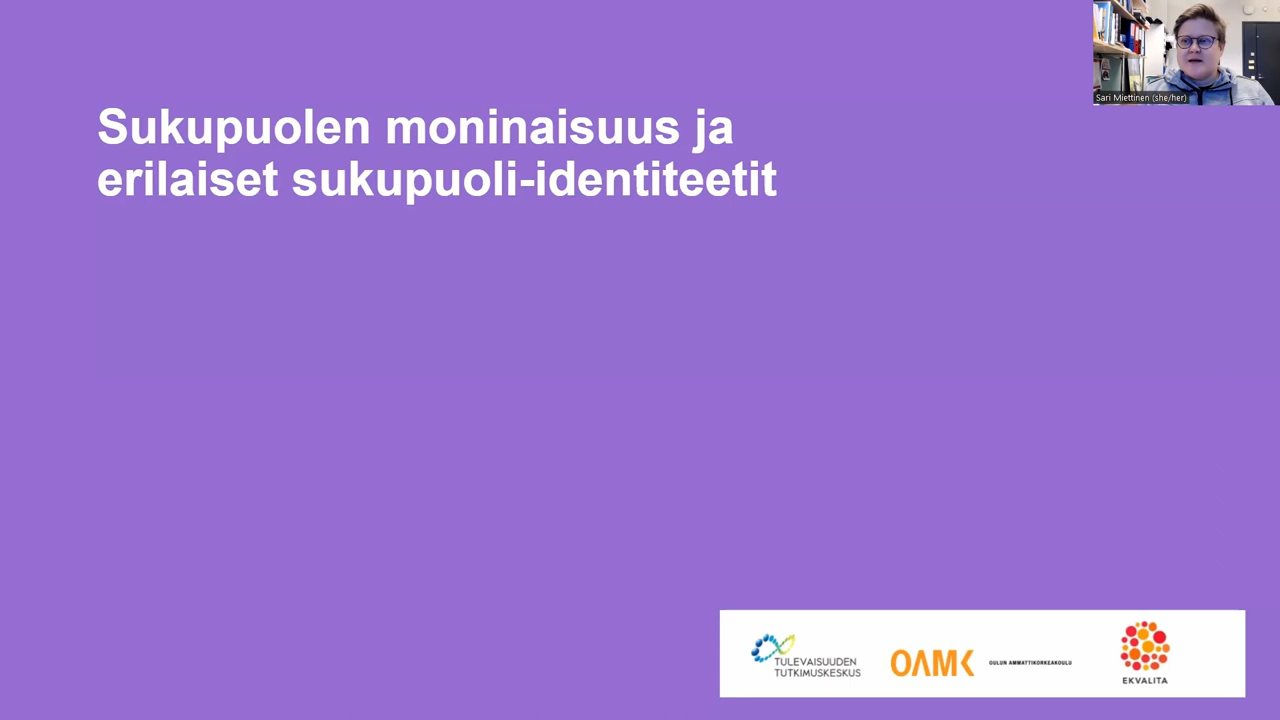 Sari Miettinen (she/her)
Sukupuolen moninaisuus ja
erilaiset sukupuoli-identiteetit
TULEVAISUUDEN
TUTKIMUSKESKUS
OAMK
OULUN AMMATTIKORKEAKOULU
EKVALITA